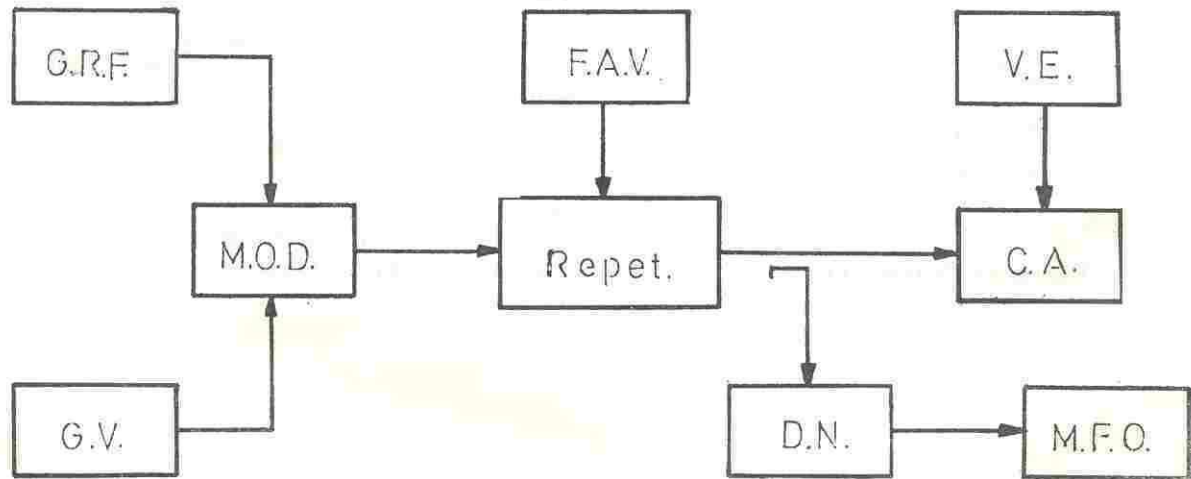 G.R.F.
F.A.V.
V.E.
M.O.D.
Repet.
C.A.
G.V.
D.N.
M.F.O.